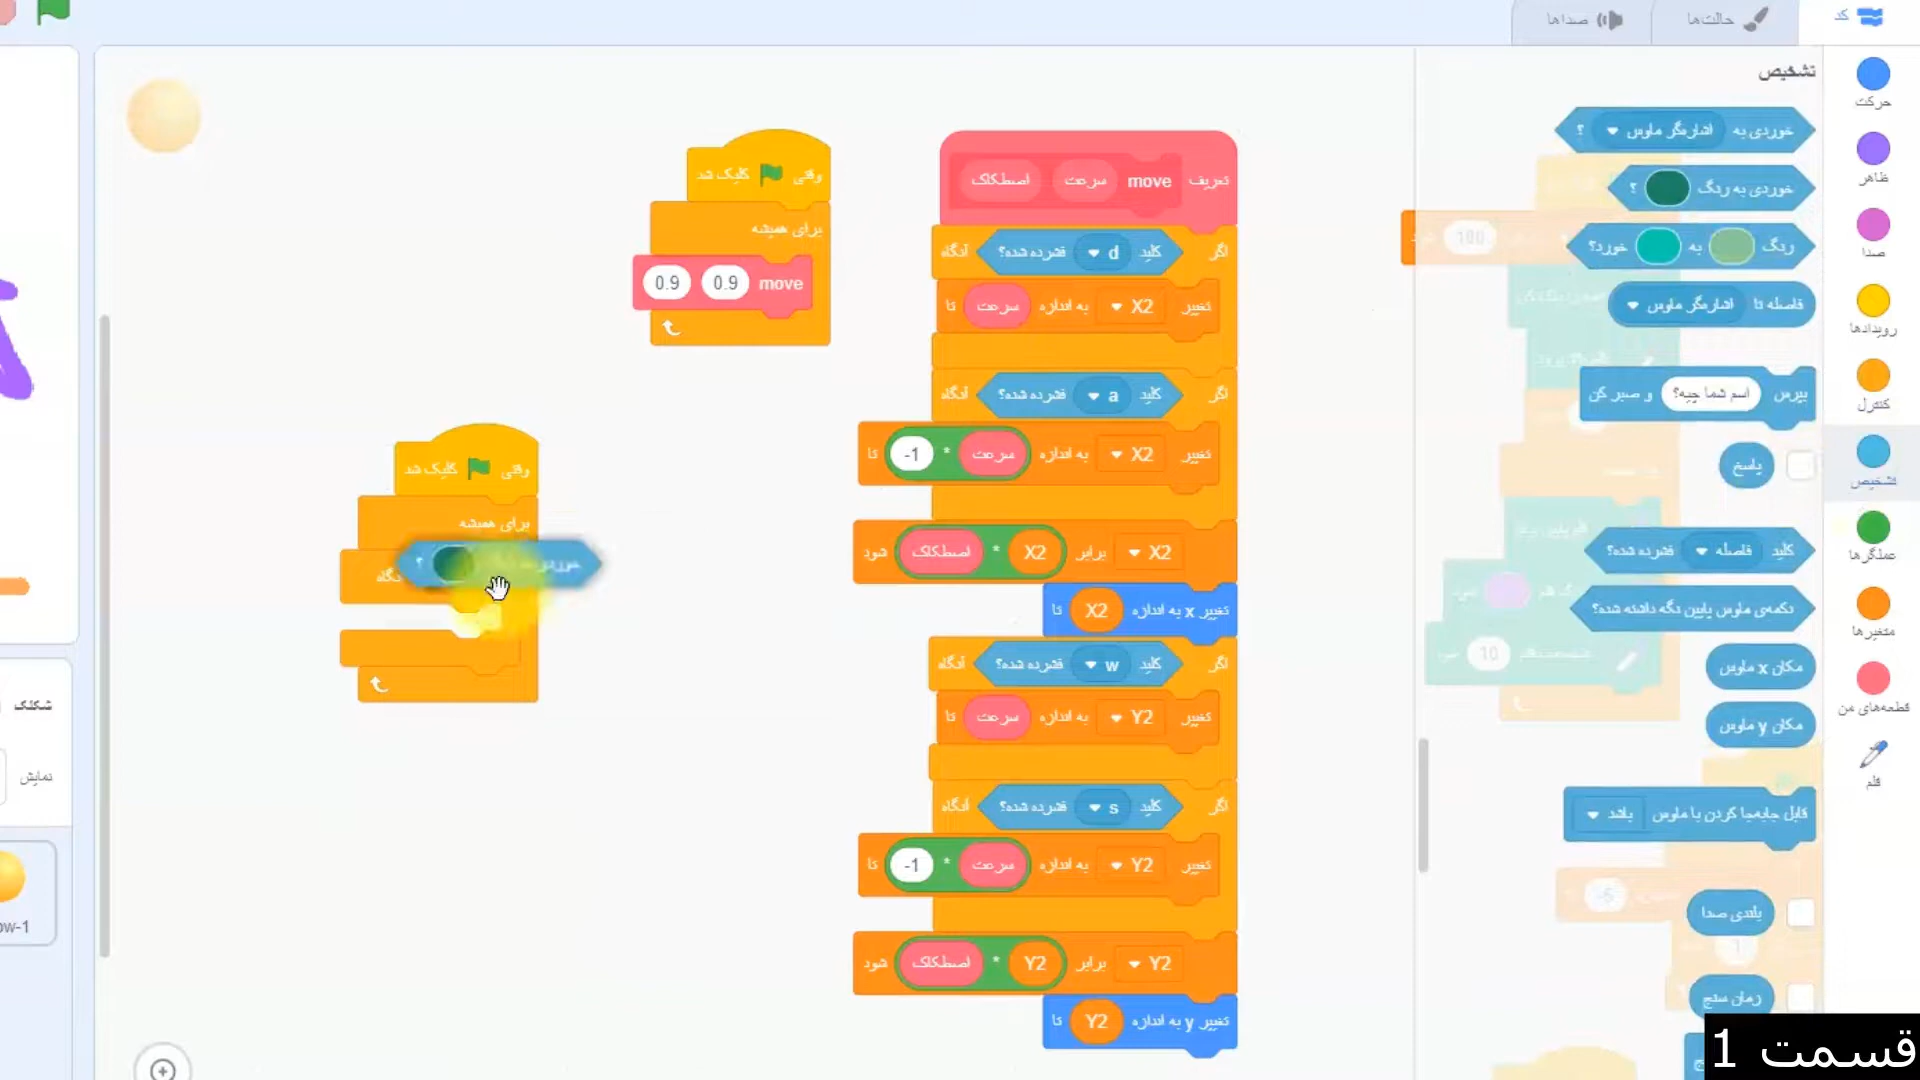 کد
حالت‌ها
صداها
وقتی کلیک شد
برای همیشه
move 0.9 0.9
وقتی کلیک شد
برای همیشه
تعریف move سرعت اصطکاک
اگر کلید d فشرده شده؟ آنگاه
تغییر X2 به اندازه سرعت تا
اگر کلید a فشرده شده؟ آنگاه
تغییر X2 به اندازه سرعت * -1 تا
X2 برابر X2 * اصطکاک شود
تغییر x به اندازه X2 تا
اگر کلید w فشرده شده؟ آنگاه
تغییر Y2 به اندازه سرعت تا
اگر کلید s فشرده شده؟ آنگاه
تغییر Y2 به اندازه سرعت * -1 تا
Y2 برابر Y2 * اصطکاک شود
تغییر y به اندازه Y2 تا
تشخیص
خوردی به اشاره‌گر ماوس ؟
خوردی به رنگ ؟
رنگ به خورد؟
فاصله تا اشاره‌گر ماوس
بپرس اسم شما چیه؟ و صبر کن
پاسخ
کلید فاصله فشرده شده؟
دکمه‌ی ماوس پایین نگه داشته شده؟
مکان x ماوس
مکان y ماوس
قابل جابه‌جا کردن با ماوس باشد
بلندی صدا
زمان سنج
100
10
-5
حرکت
ظاهر
صدا
رویدادها
کنترل
تشخیص
عملگرها
متغیرها
قطعه‌های من
قلم
شکلک
نمایش
ow-1
قسمت 1